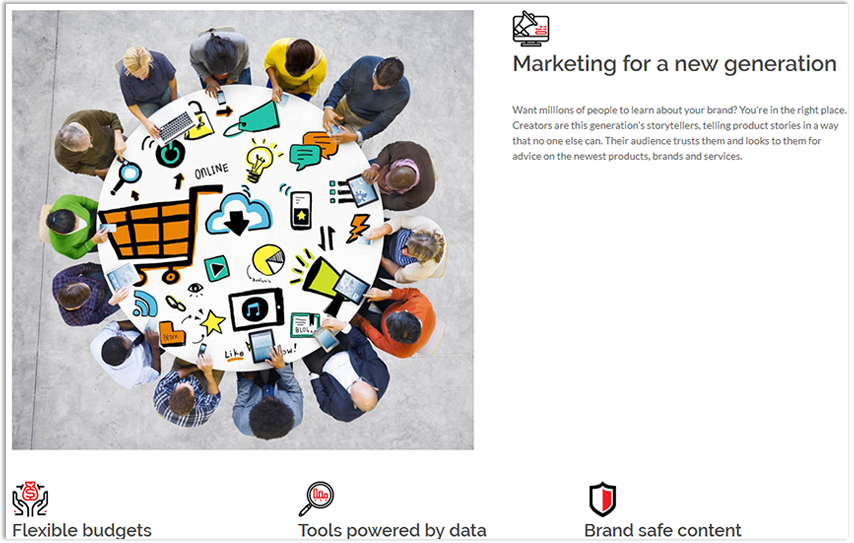 Marketing for a new generation
Want millions of people to learn about your brand? You're in the right place.
Creators are this generation's storytellers, telling product stories in a way
that no one else can. Their audience trusts them and looks to them for
advice on the newest products, brands and services.
ONLINE
BLOG
Like
Flexible budgets
Tools powered by data
Brand safe content